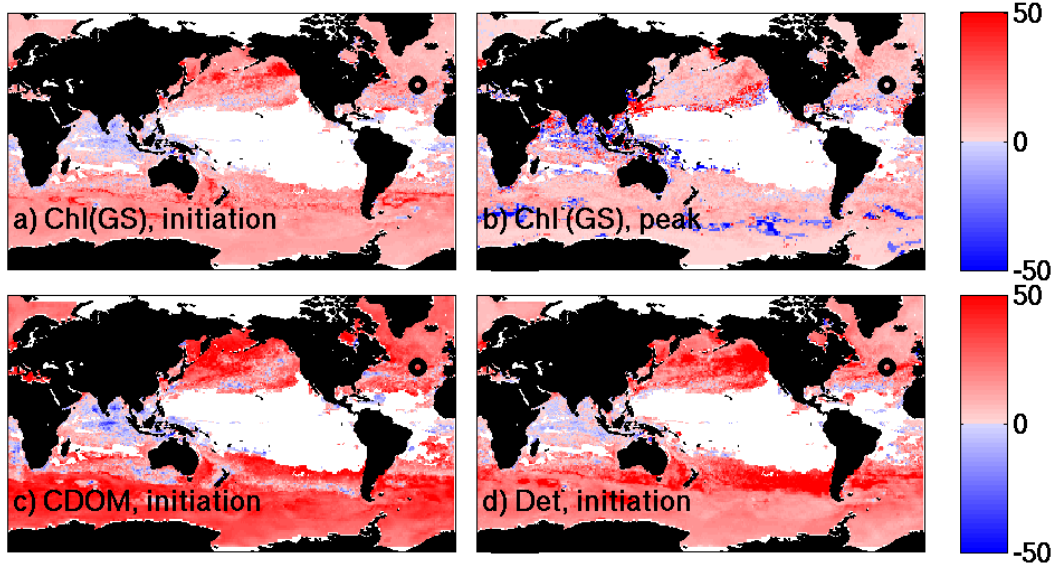 50
0
-50
a) Chl(GS), initiation
b) Chl (GS), peak
50
0
-50
c) CDOM, initiation
d) Det, initiation